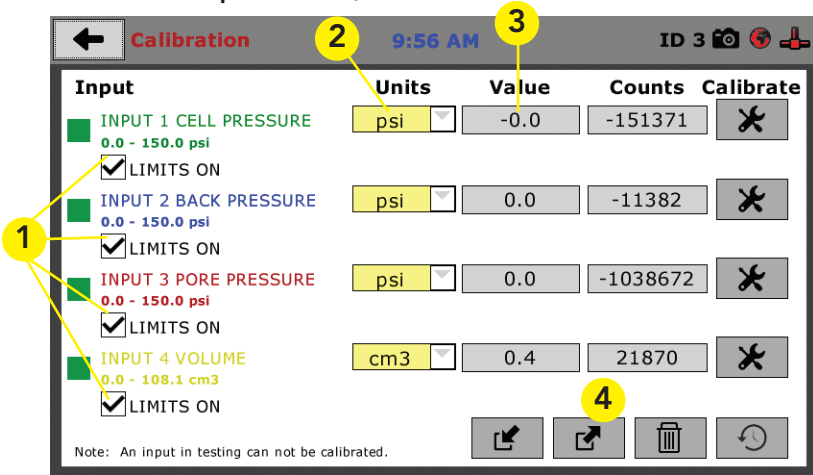 Calibration 9:56 AM ID 3
Input Units Value Counts Calibrate
INPUT 1 CELL PRESSURE psi -0.0 -151371
0.0 - 150.0 psi
LIMITS ON
INPUT 2 BACK PRESSURE psi 0.0 -11382
0.0 - 150.0 psi
LIMITS ON
INPUT 3 PORE PRESSURE psi 0.0 -1038672
0.0 - 150.0 psi
LIMITS ON
INPUT 4 VOLUME cm3 0.4 21870
0.0 - 108.1 cm3
LIMITS ON
Note: An input in testing can not be calibrated.
1
2
3
4